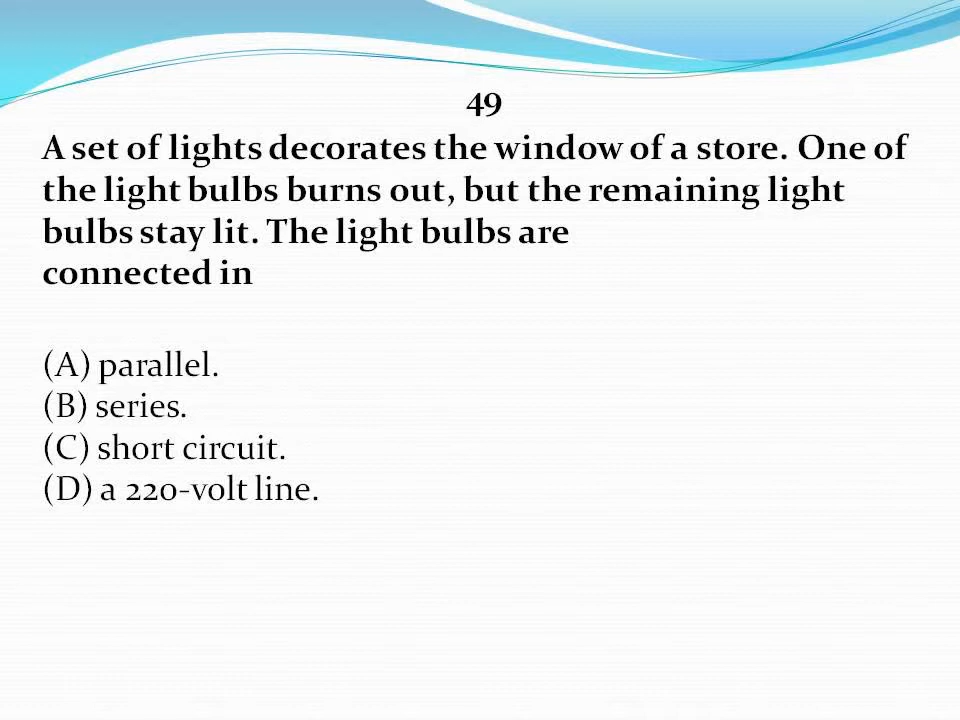 49
A set of lights decorates the window of a store. One of
the light bulbs burns out, but the remaining light
bulbs stay lit. The light bulbs are
connected in
(A) parallel.
(B) series.
(C) short circuit.
(D) a 220-volt line.